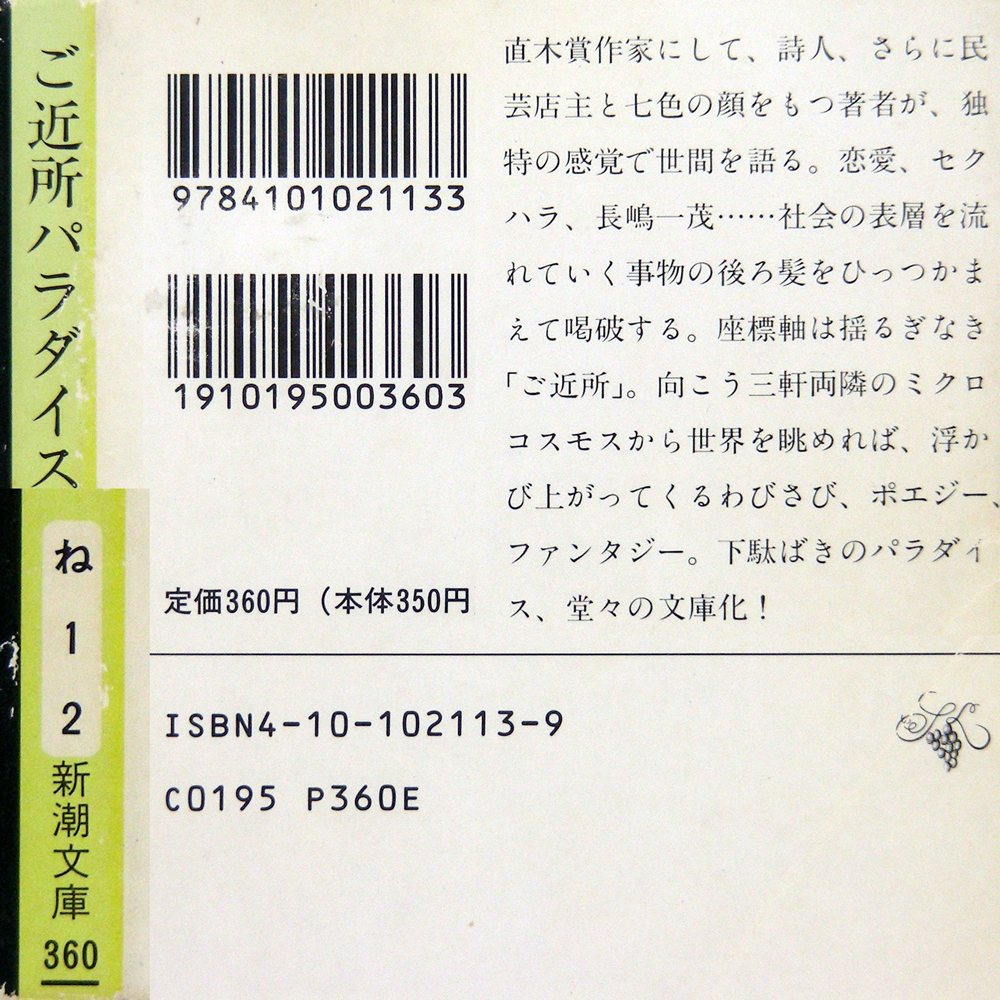 ご近所パラダイス
ね
1
2
新潮文庫
360
9784101021133
1910195003603
定価360円（本体350円
直木賞作家にして、詩人、さらに民
芸店主と七色の顔をもつ著者が、独
特の感覚で世間を語る。恋愛、セク
ハラ、長嶋一茂……社会の表層を流
れていく事物の後ろ髪をひっつかま
えて喝破する。座標軸は揺るぎなき
「ご近所」。向こう三軒両隣のミクロ
コスモスから世界を眺めれば、浮か
び上がってくるわびさび、ポエジー、
ファンタジー。下駄ばきのパラダイ
ス、堂々の文庫化！
ISBN4-10-102113-9
C0195 P360E